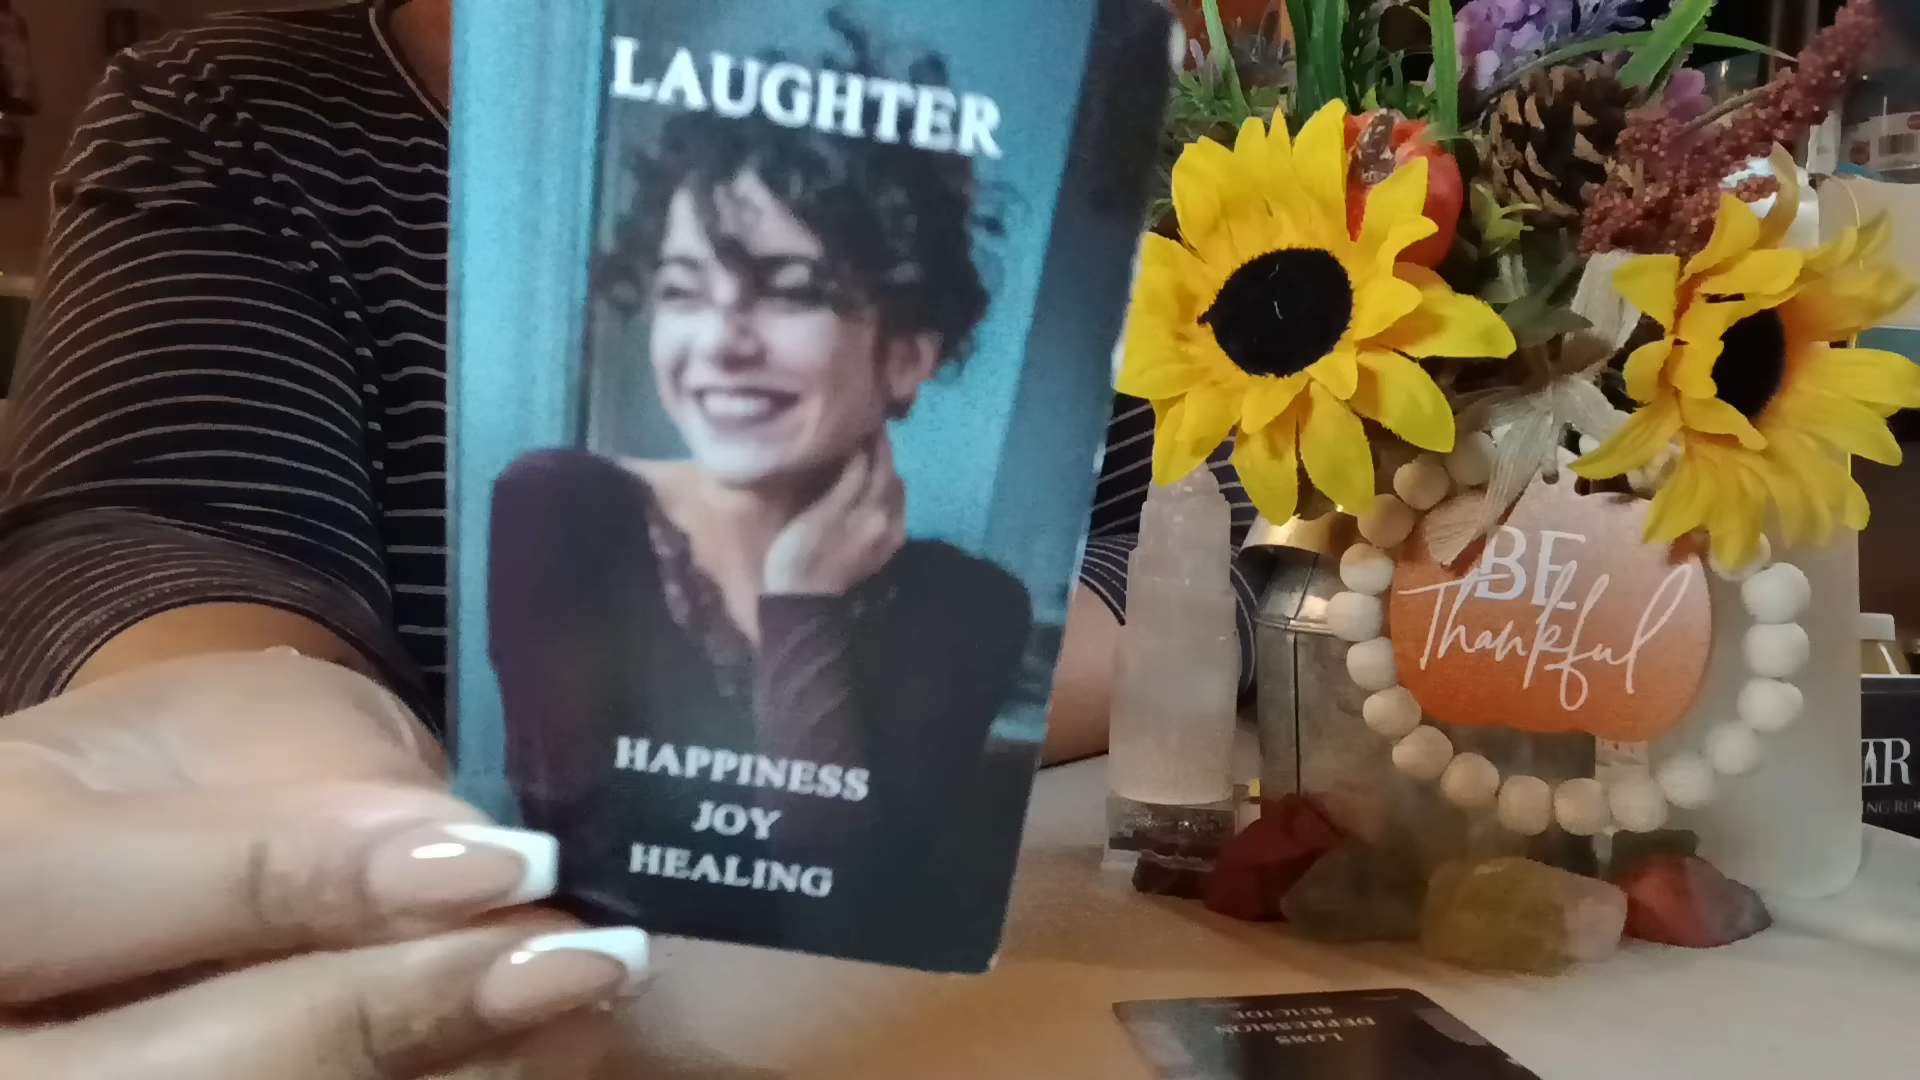 LAUGHTER
HAPPINESS
JOY
HEALING
BE
Thankful
LOSS
DEPRESSION
SUICIDE